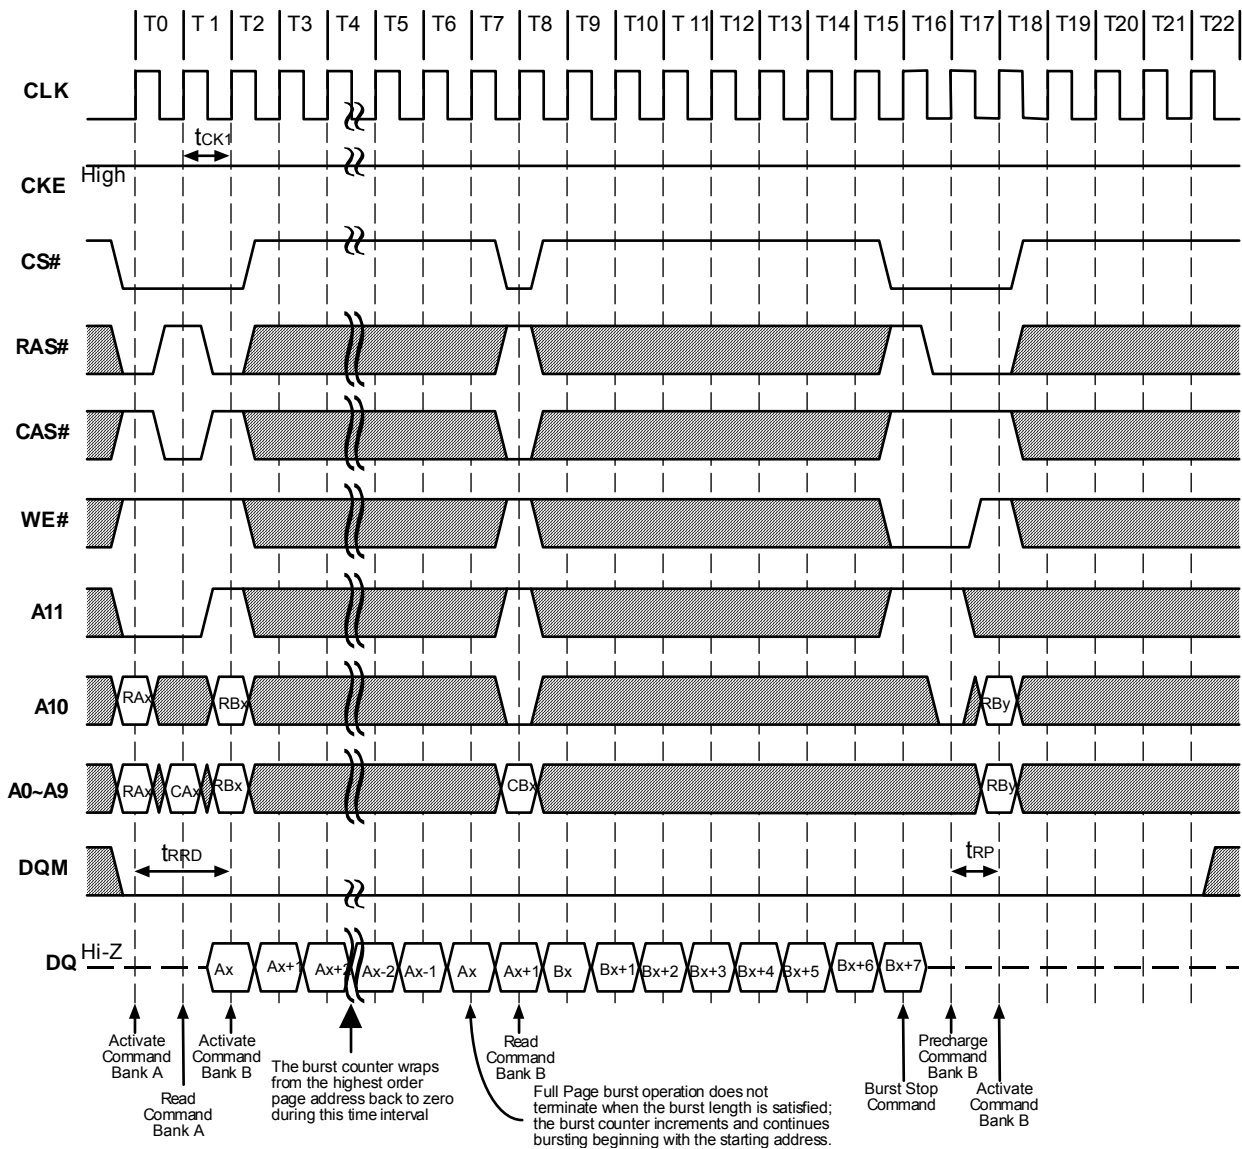 T0 T 1 T2 T3 T4 T5 T6 T7 T8 T9 T10 T 11 T12 T13 T14 T15 T16 T17 T18 T19 T20 T21 T22
CLK
tCK1
High
CKE
CS#
RAS#
CAS#
WE#
A11
A10 RAx RBx RBy
A0~A9 RAx CAx RBx CBx RBy
DQM tRRD tRP
DQ Hi-Z Ax Ax+1 Ax+2 Ax-2 Ax-1 Ax Ax+1 Bx Bx+1 Bx+2 Bx+3 Bx+4 Bx+5 Bx+6 Bx+7
Activate
Command
Bank A
Read
Command
Bank A
Activate
Command
Bank B
The burst counter wraps
from the highest order
page address back to zero
during this time interval
Full Page burst operation does not
terminate when the burst length is satisfied;
the burst counter increments and continues
bursting beginning with the starting address.
Read
Command
Bank B
Burst Stop
Command
Precharge
Command
Bank B
Activate
Command
Bank B